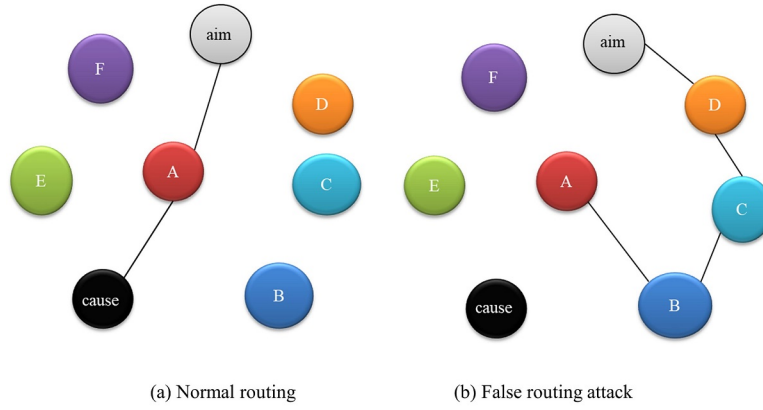 aim
F
D
A
E
C
cause
B
aim
F
D
A
E
C
B
cause
(a) Normal routing
(b) False routing attack